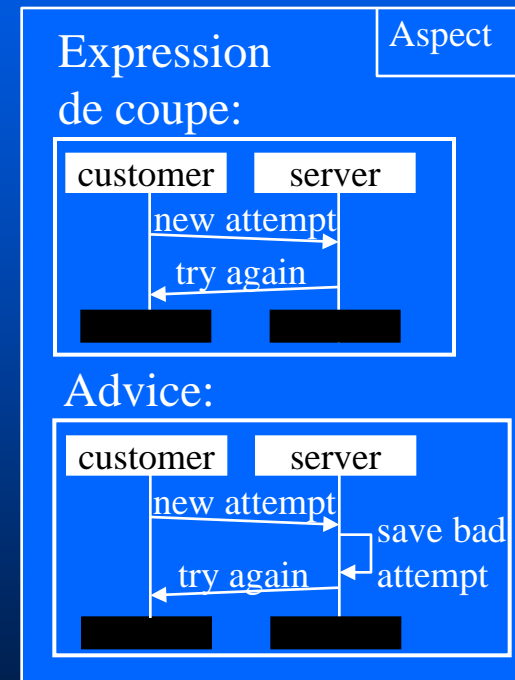 Aspect
Expression
de coupe:
customer server
new attempt
try again
Advice:
customer server
new attempt
save bad
try again attempt